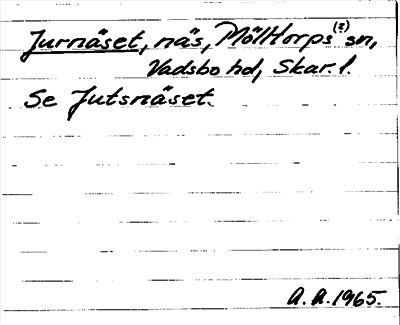 Jurnäset, näs, Mölltorps (?) sn,
Vadsbo hd, Skar. l.
Se Jutsnäset.
A. A. 1965.